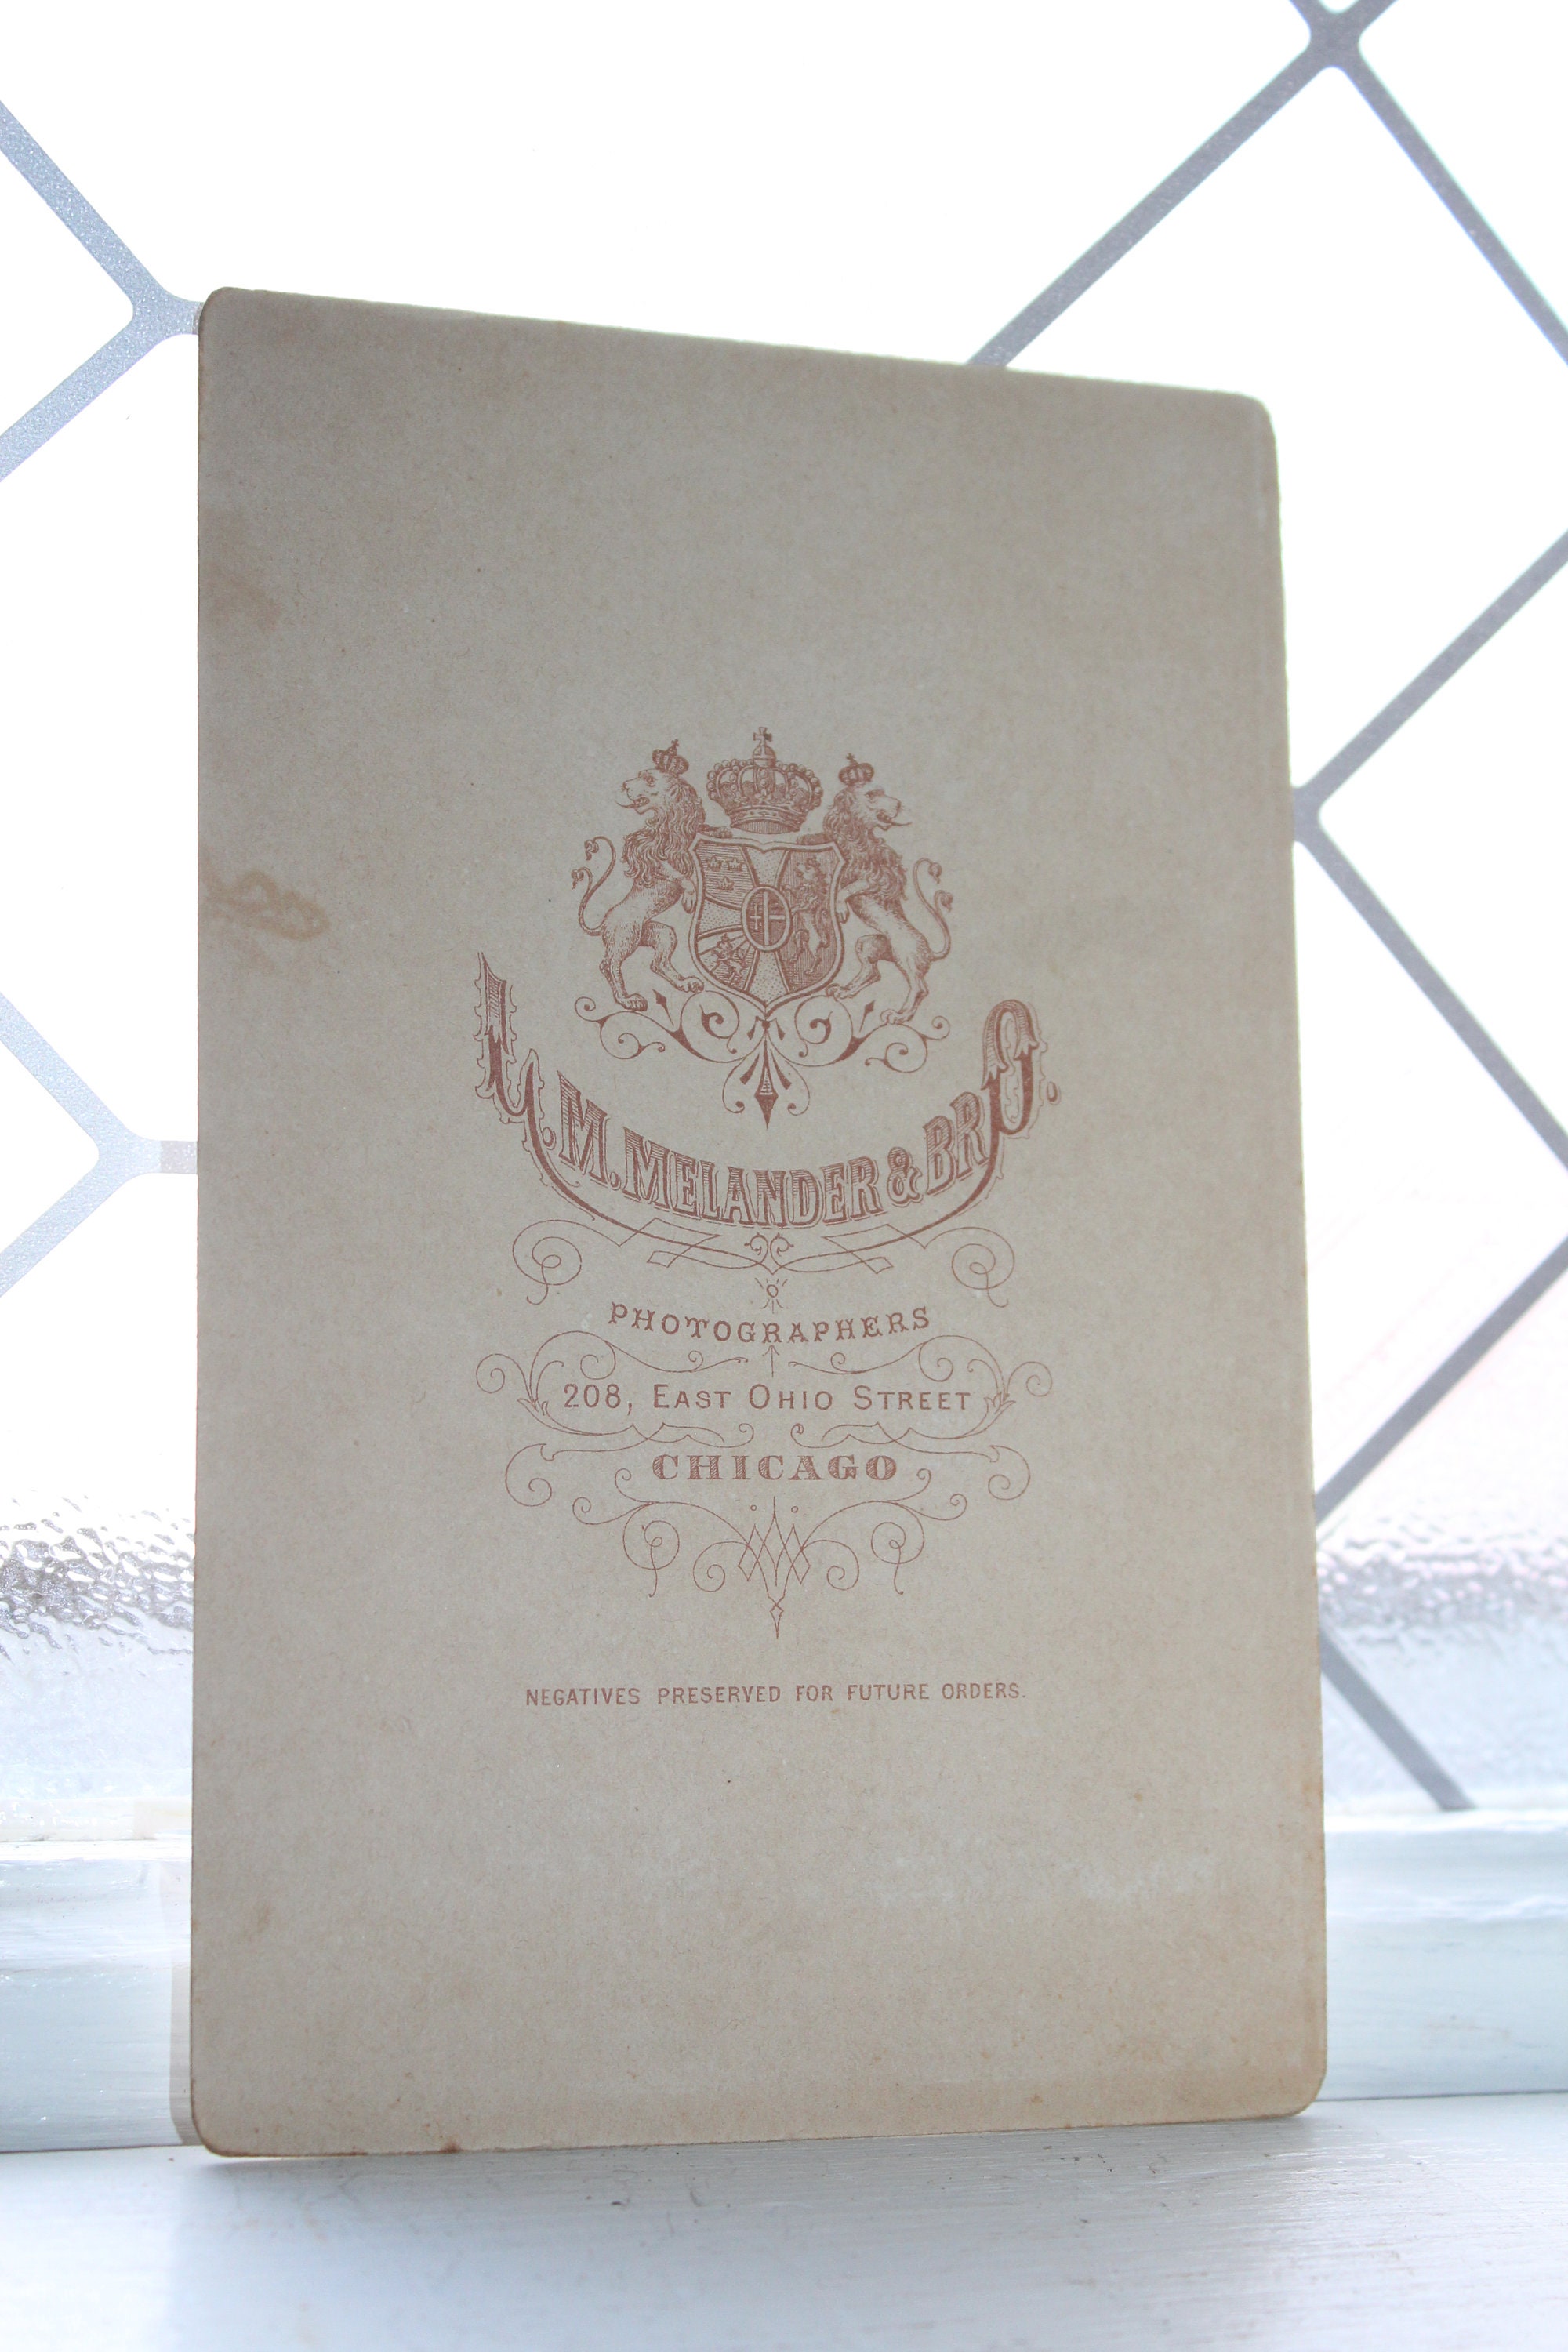 L. M. MELANDER & BRO.
PHOTOGRAPHERS
208, EAST OHIO STREET
CHICAGO
NEGATIVES PRESERVED FOR FUTURE ORDERS.